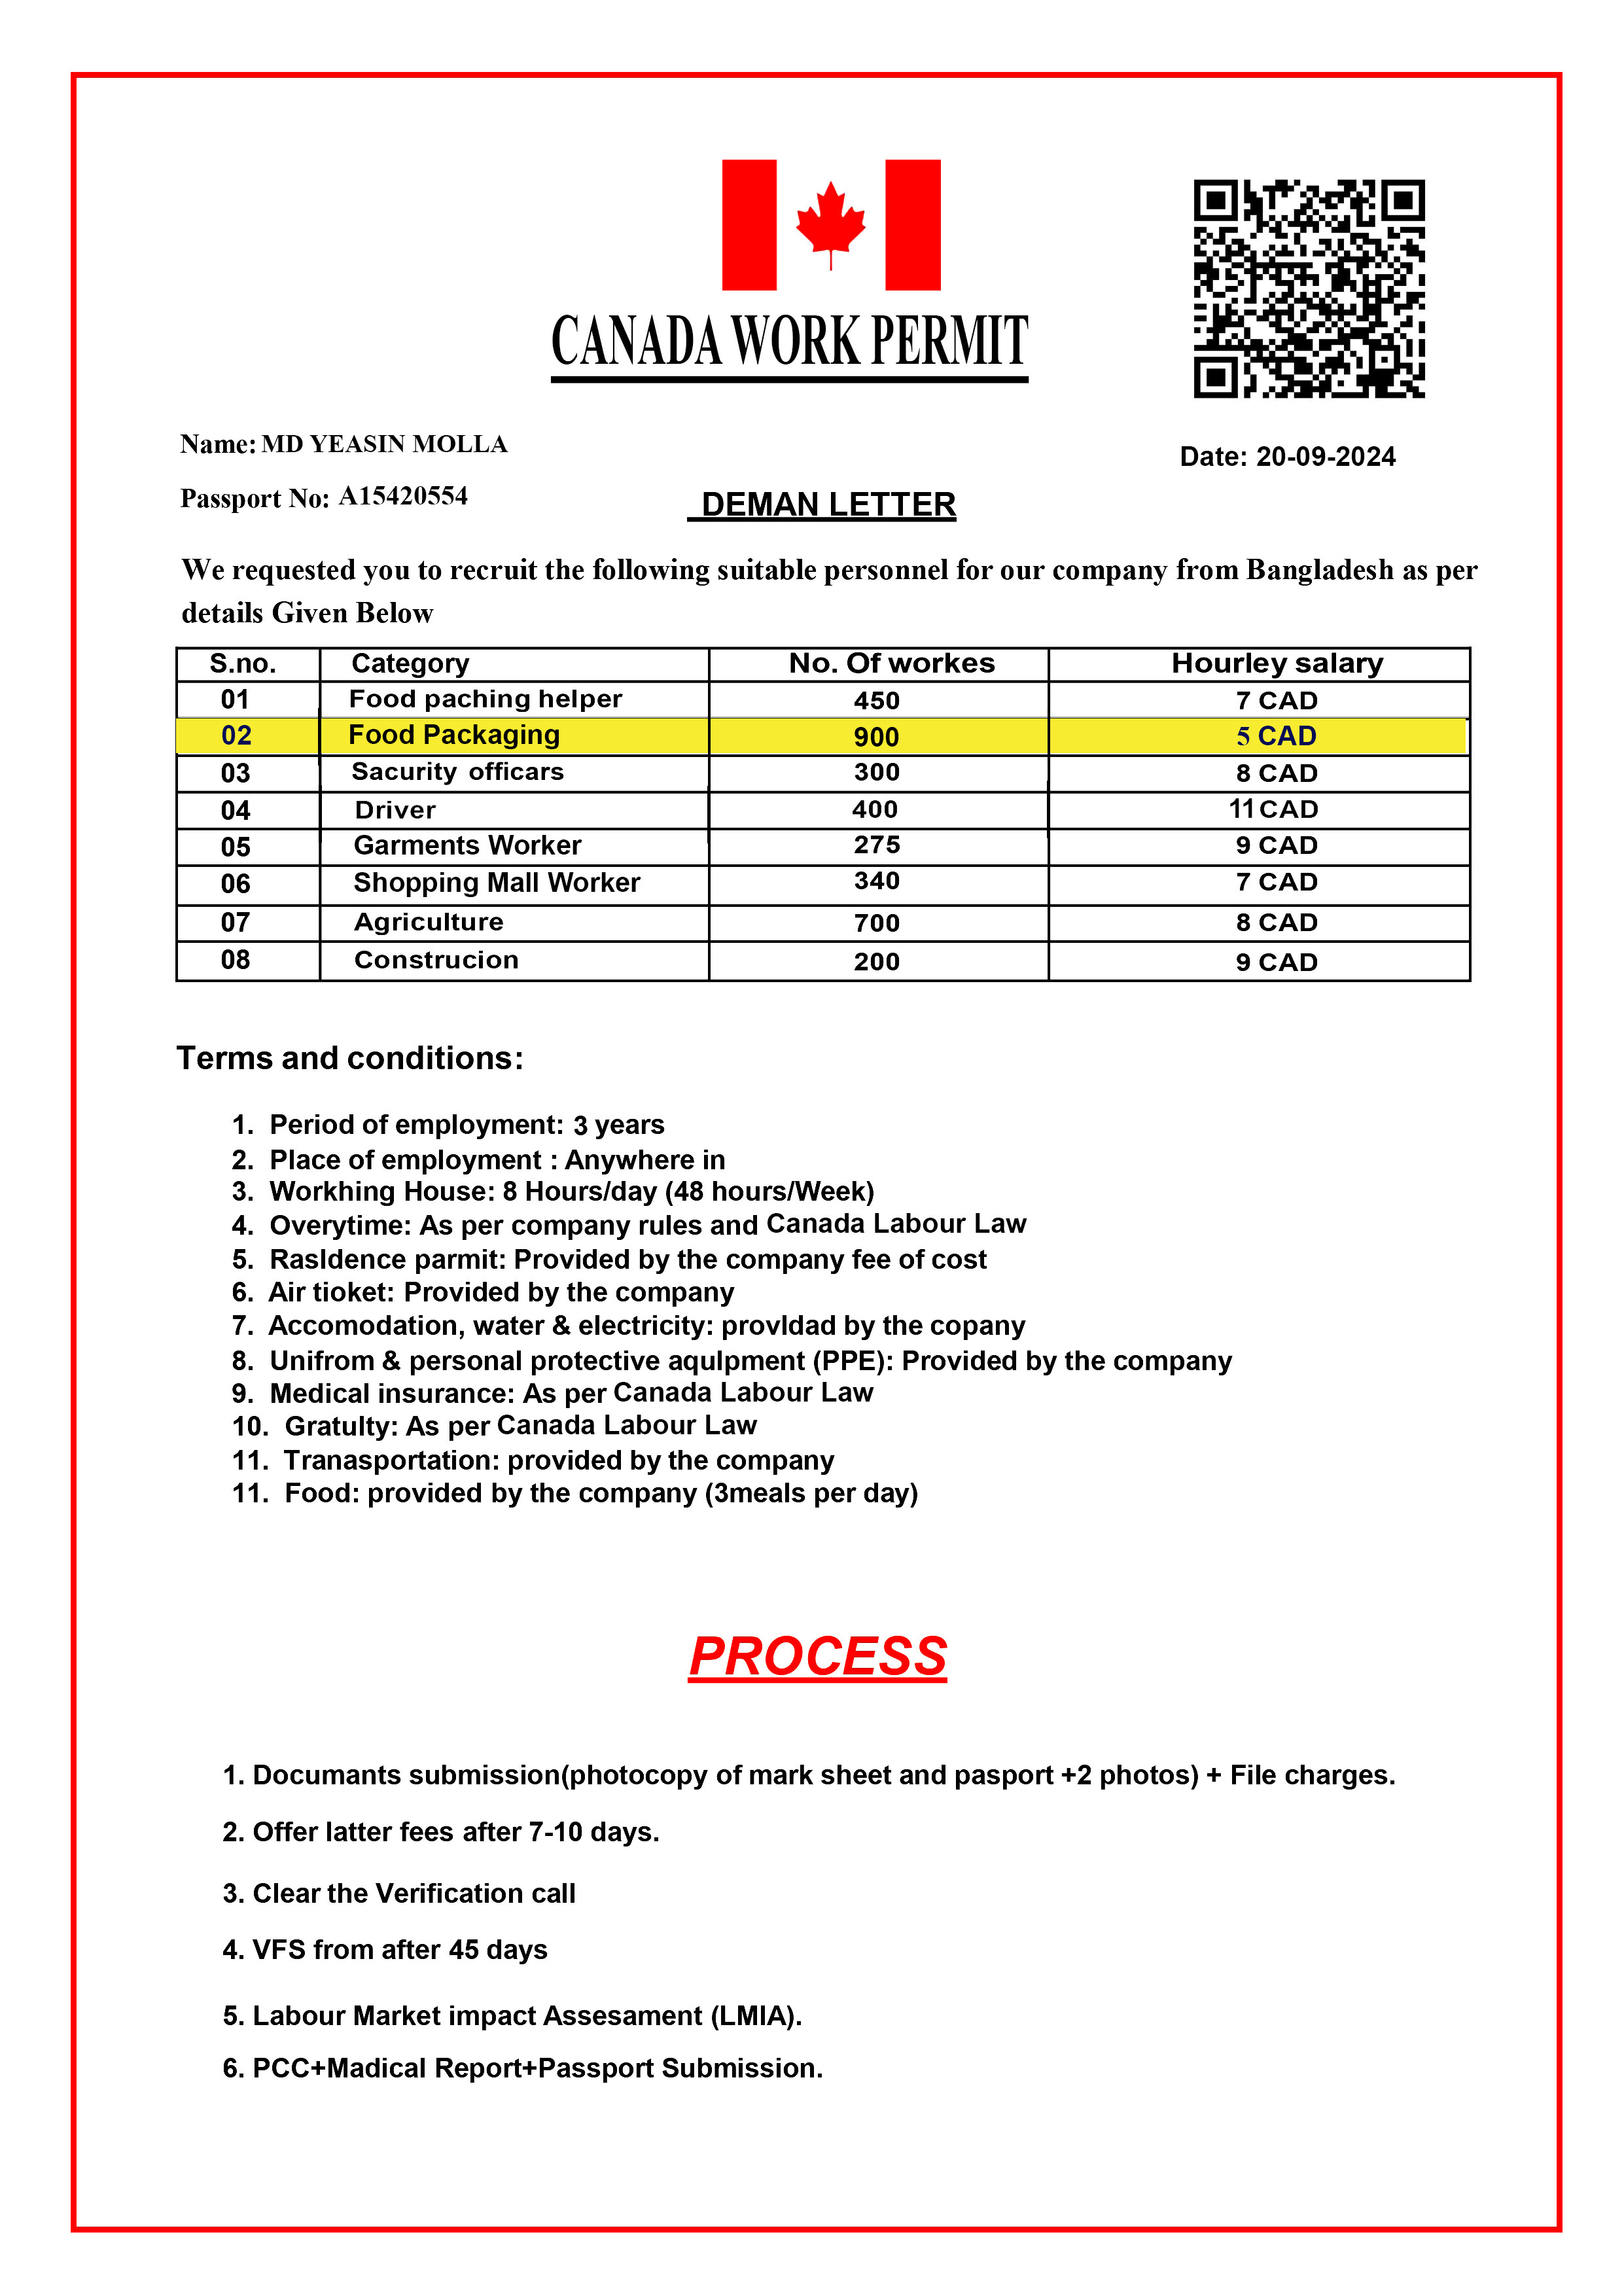 CANADA WORK PERMIT
Name: MD YEASIN MOLLA
Date: 20-09-2024
Passport No: A15420554
DEMAN LETTER
We requested you to recruit the following suitable personnel for our company from Bangladesh as per
details Given Below
S.no. Category No. Of workes Hourley salary
01 Food paching helper 450 7 CAD
02 Food Packaging 900 5 CAD
03 Sacurity officars 300 8 CAD
04 Driver 400 11 CAD
05 Garments Worker 275 9 CAD
06 Shopping Mall Worker 340 7 CAD
07 Agriculture 700 8 CAD
08 Construcion 200 9 CAD
Terms and conditions:
1. Period of employment: 3 years
2. Place of employment : Anywhere in
3. Workhing House: 8 Hours/day (48 hours/Week)
4. Overytime: As per company rules and Canada Labour Law
5. Rasldence parmit: Provided by the company fee of cost
6. Air tioket: Provided by the company
7. Accomodation, water & electricity: provldad by the copany
8. Unifrom & personal protective aqulpment (PPE): Provided by the company
9. Medical insurance: As per Canada Labour Law
10. Gratulty: As per Canada Labour Law
11. Tranasportation: provided by the company
11. Food: provided by the company (3meals per day)
PROCESS
1. Documants submission(photocopy of mark sheet and pasport +2 photos) + File charges.
2. Offer latter fees after 7-10 days.
3. Clear the Verification call
4. VFS from after 45 days
5. Labour Market impact Assesament (LMIA).
6. PCC+Madical Report+Passport Submission.